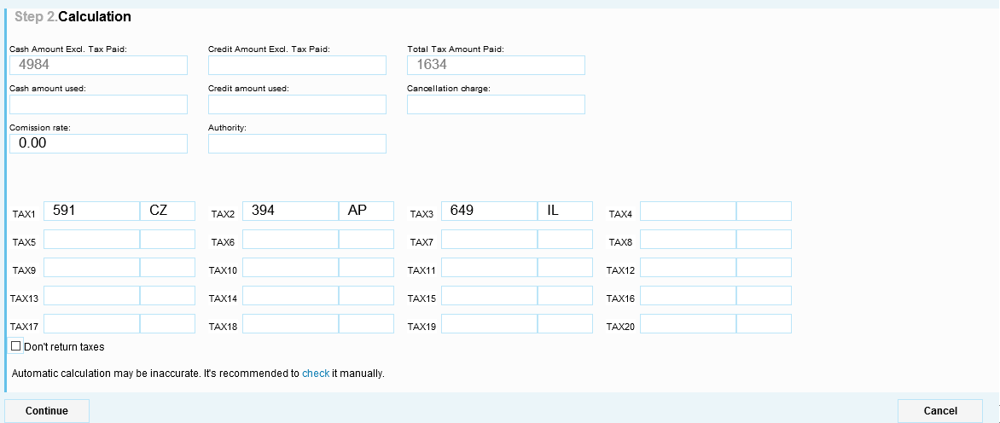 Step 2.Calculation
Cash Amount Excl. Tax Paid: Credit Amount Excl. Tax Paid: Total Tax Amount Paid:
4984 1634
Cash amount used: Credit amount used: Cancellation charge:
Comission rate: Authority:
0.00
TAX1 591 CZ TAX2 394 AP TAX3 649 IL TAX4
TAX5 TAX6 TAX7 TAX8
TAX9 TAX10 TAX11 TAX12
TAX13 TAX14 TAX15 TAX16
TAX17 TAX18 TAX19 TAX20
Don't return taxes
Automatic calculation may be inaccurate. It's recommended to check it manually.
Continue Cancel